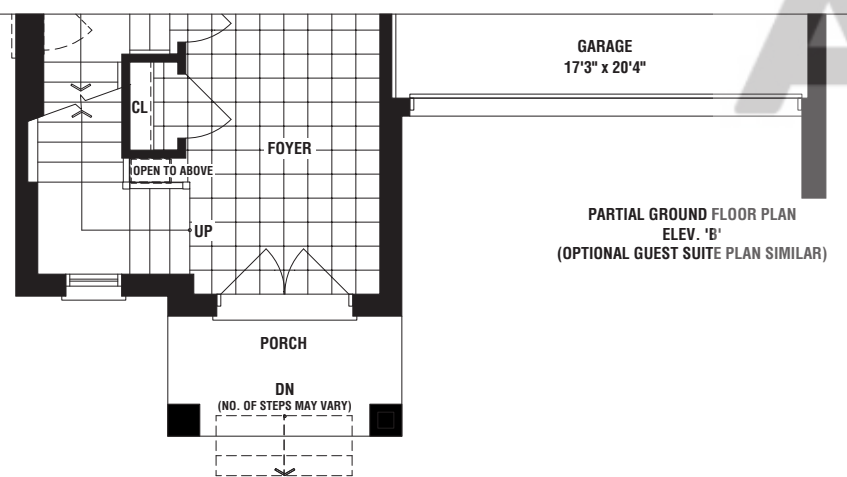 GARAGE
17'3" x 20'4"
CL
FOYER
OPEN TO ABOVE
UP
PARTIAL GROUND FLOOR PLAN
ELEV. 'B'
(OPTIONAL GUEST SUITE PLAN SIMILAR)
PORCH
DN
(NO. OF STEPS MAY VARY)